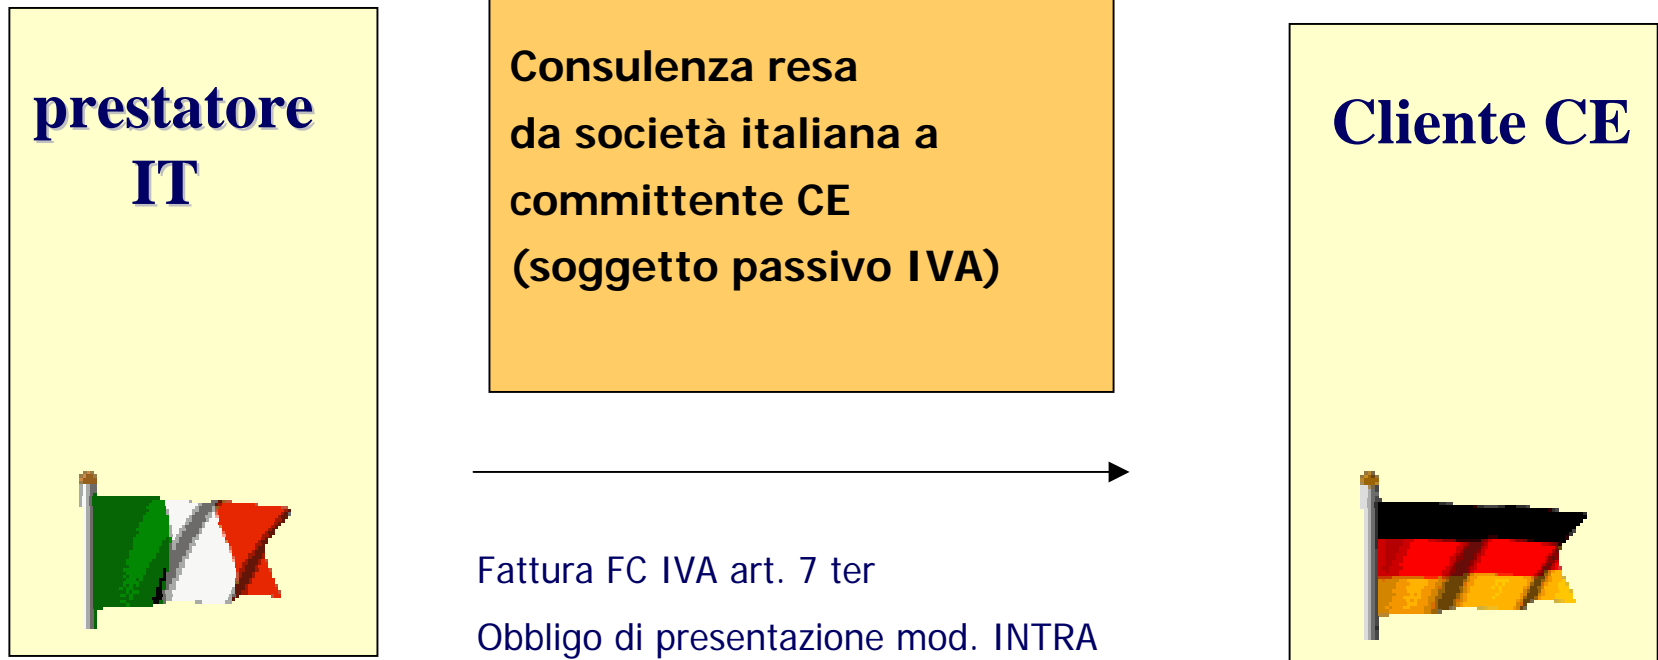 prestatore
IT
Consulenza resa
da società italiana a
committente CE
(soggetto passivo IVA)
Cliente CE
Fattura FC IVA art. 7 ter
Obbligo di presentazione mod. INTRA